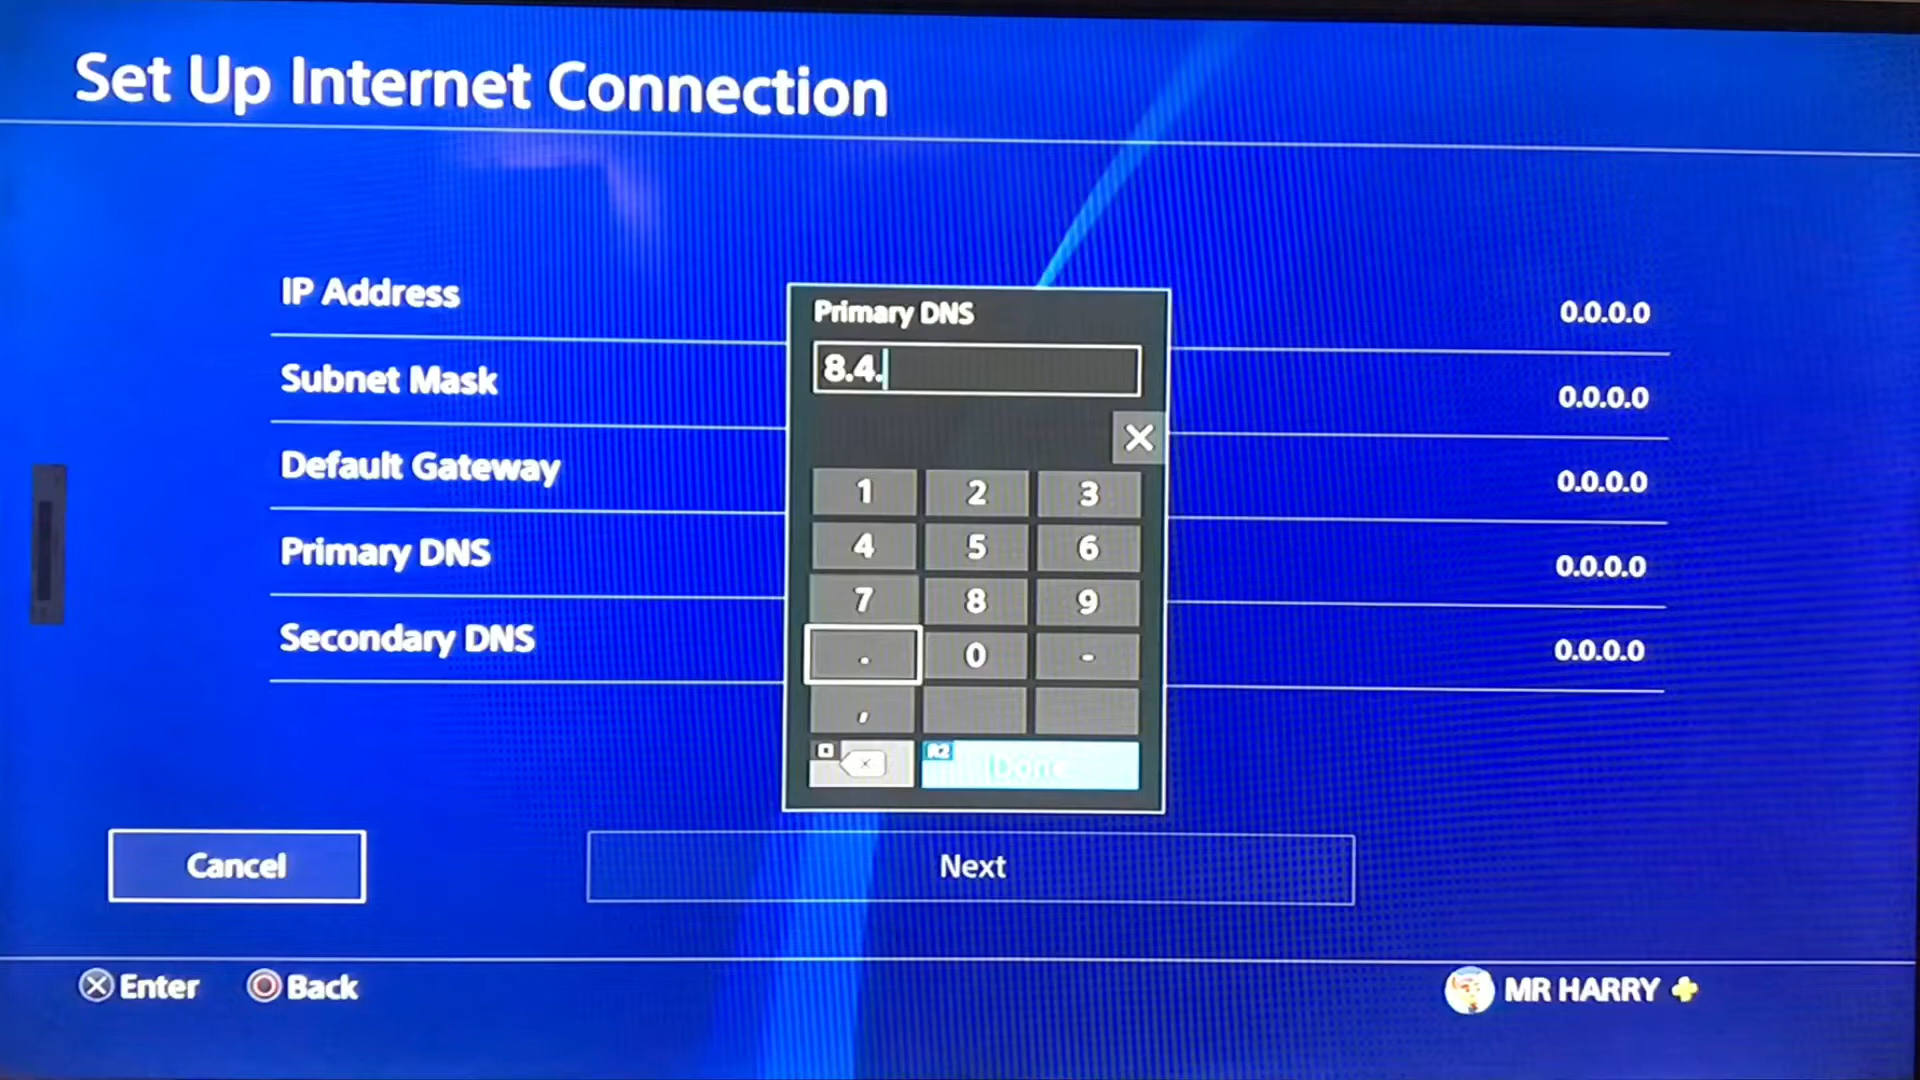 Set Up Internet Connection
IP Address
0.0.0.0
Subnet Mask
0.0.0.0
Default Gateway
0.0.0.0
Primary DNS
0.0.0.0
Secondary DNS
0.0.0.0
Primary DNS
8.4.
1 2 3
4 5 6
7 8 9
. 0 -
,
R2 Done
Cancel
Next
Enter
Back
MR HARRY